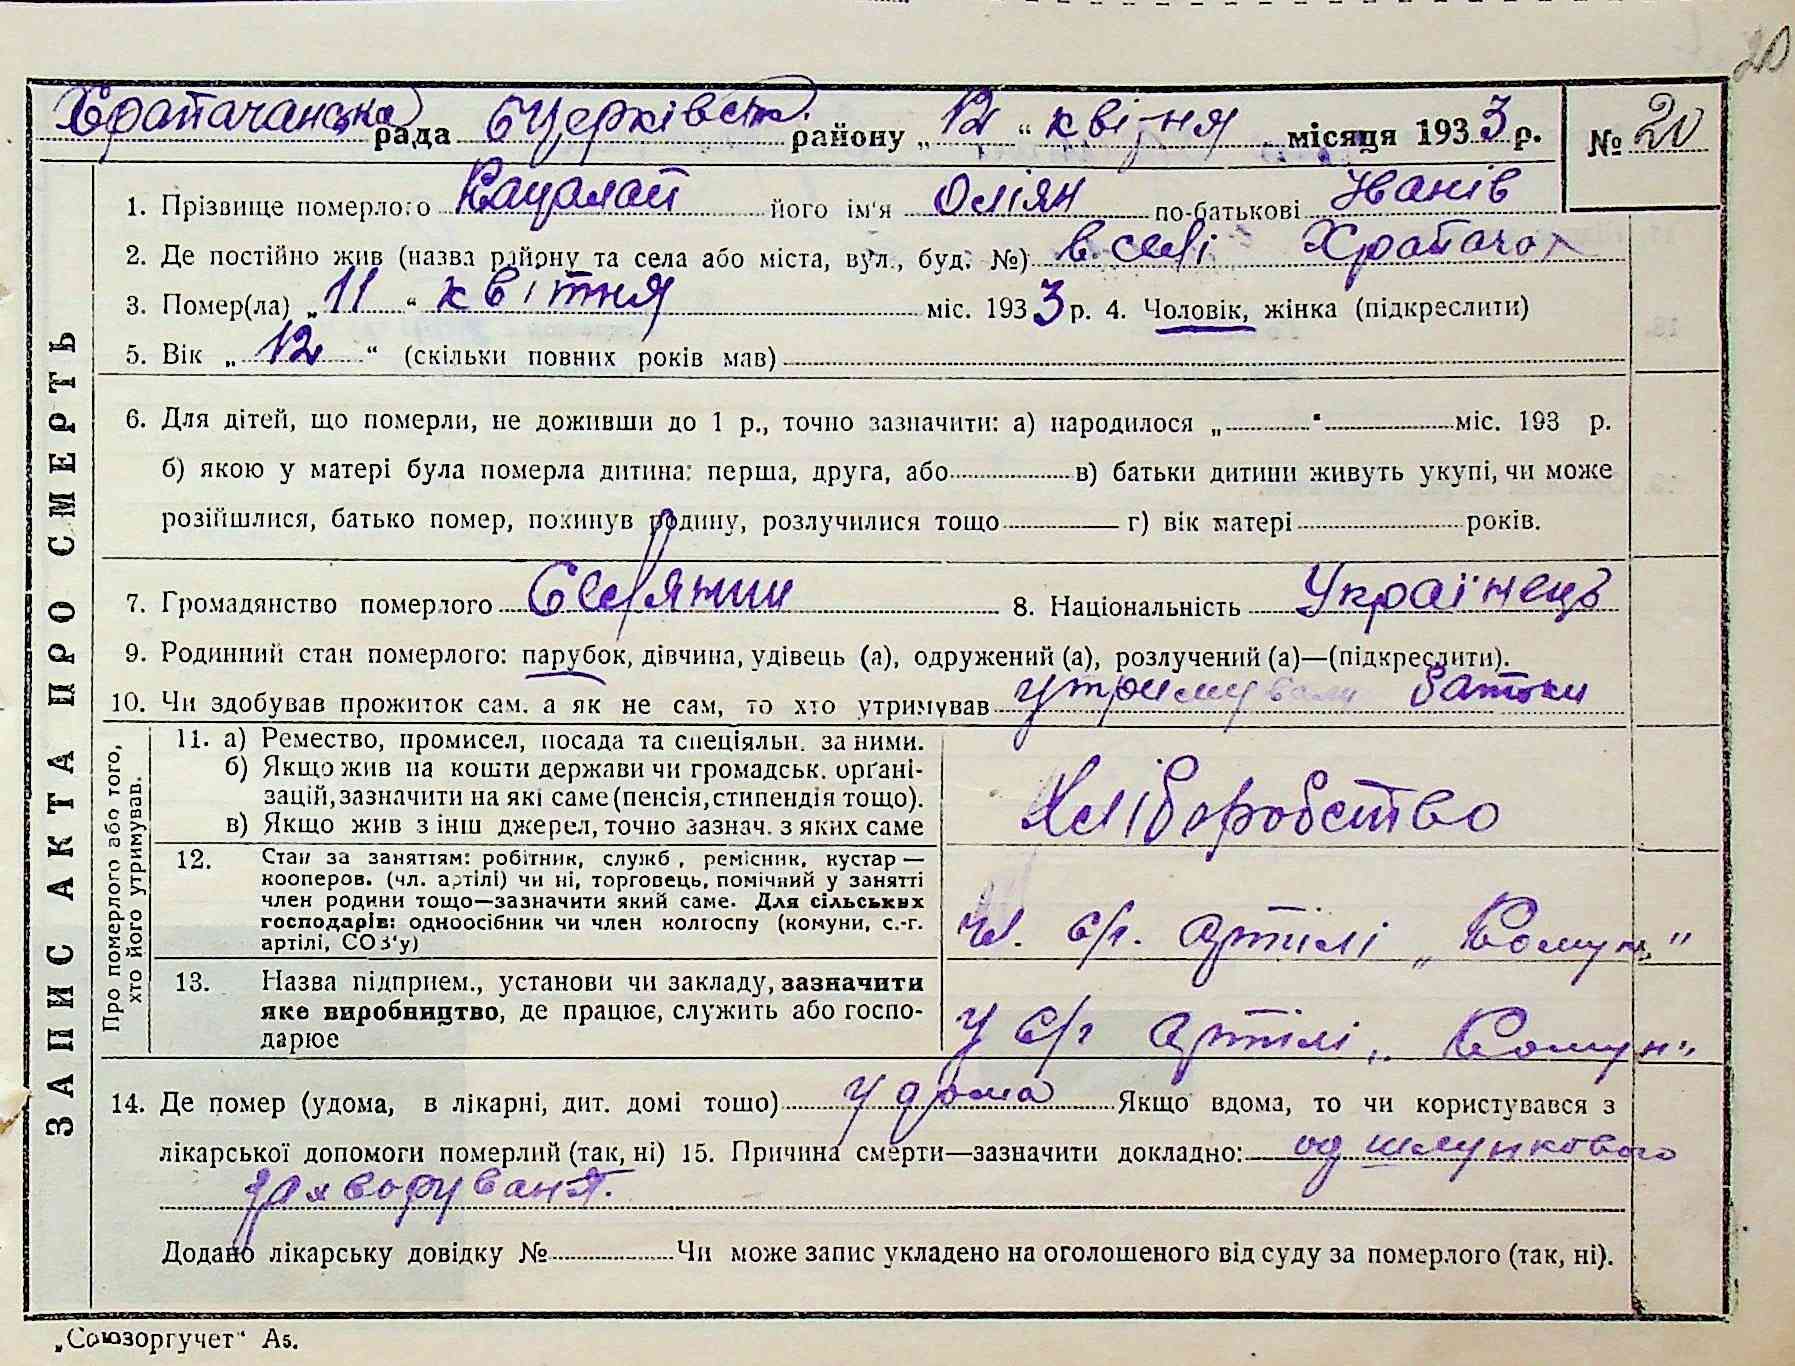 20
Храпачанська рада Б Церківськ. району „ 12 “ кві-ня місяця 193 3 р. № 20
1. Прізвище померлого Кацалап його ім'я Оліян по-батькові Іванів
2. Де постійно жив (назва району та села або міста, вул., буд. №) в селі Храпачах
3. Помер(ла) „ 11 “ квітня міс. 193 3 р. 4. Чоловік, жінка (підкреслити)
5. Вік „ 12 “ (скільки повних років мав)
6. Для дітей, що померли, не доживши до 1 р., точно зазначити: а) народилося „ “ міс. 193 р.
б) якою у матері була померла дитина: перша, друга, або в) батьки дитини живуть укупі, чи може
розійшлися, батько помер, покинув родину, розлучилися тощо г) вік матері років.
7. Громадянство померлого Селянин 8. Національність Українець
9. Родинний стан померлого: парубок, дівчина, удівець (а), одружений (а), розлучений (а)—(підкреслити).
10. Чи здобував прожиток сам, а як не сам, то хто утримував утримували батьки
Про померлого або того,
хто його утримував.
11. а) Ремество, промисел, посада та спеціяльн. за ними.
б) Якщо жив на кошти держави чи громадськ. орґані-
зацій, зазначити на які саме (пенсія, стипендія тощо).
в) Якщо жив з інш джерел, точно зазнач. з яких саме
Хліборобство
12. Стан за заняттям: робітник, служб, ремісник, кустар —
кооперов. (чл. артілі) чи ні, торговець, помічний у занятті
член родини тощо—зазначити який саме. Для сільських
господарів: одноосібник чи член колгоспу (комуни, с.-г.
артілі, СОЗ'у)
Чл. с/г. артілі „Комун."
13. Назва підприєм., установи чи закладу, зазначити
яке виробництво, де працює, служить або госпо-
дарює
у с/г артілі „Комун"
14. Де помер (удома, в лікарні, дит. домі тощо) удома Якщо вдома, то чи користувався з
лікарської допомоги померлий (так, ні) 15. Причина смерти—зазначити докладно: од шлункового
захворування.
Додано лікарську довідку № Чи може запис укладено на оголошеного від суду за померлого (так, ні).
ЗАПИС АКТА ПРО СМЕРТЬ
„Союзоргучет“ А5.